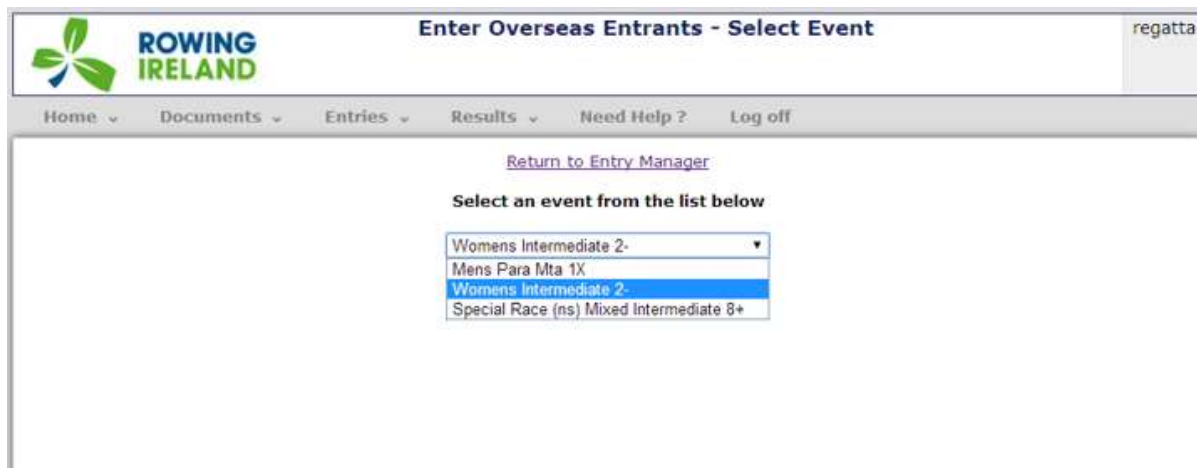 Enter Overseas Entrants - Select Event
regatta
ROWING
IRELAND
Home Documents Entries Results Need Help ? Log off
Return to Entry Manager
Select an event from the list below
Womens Intermediate 2-
Mens Para Mta 1X
Womens Intermediate 2-
Special Race (ns) Mixed Intermediate 8+